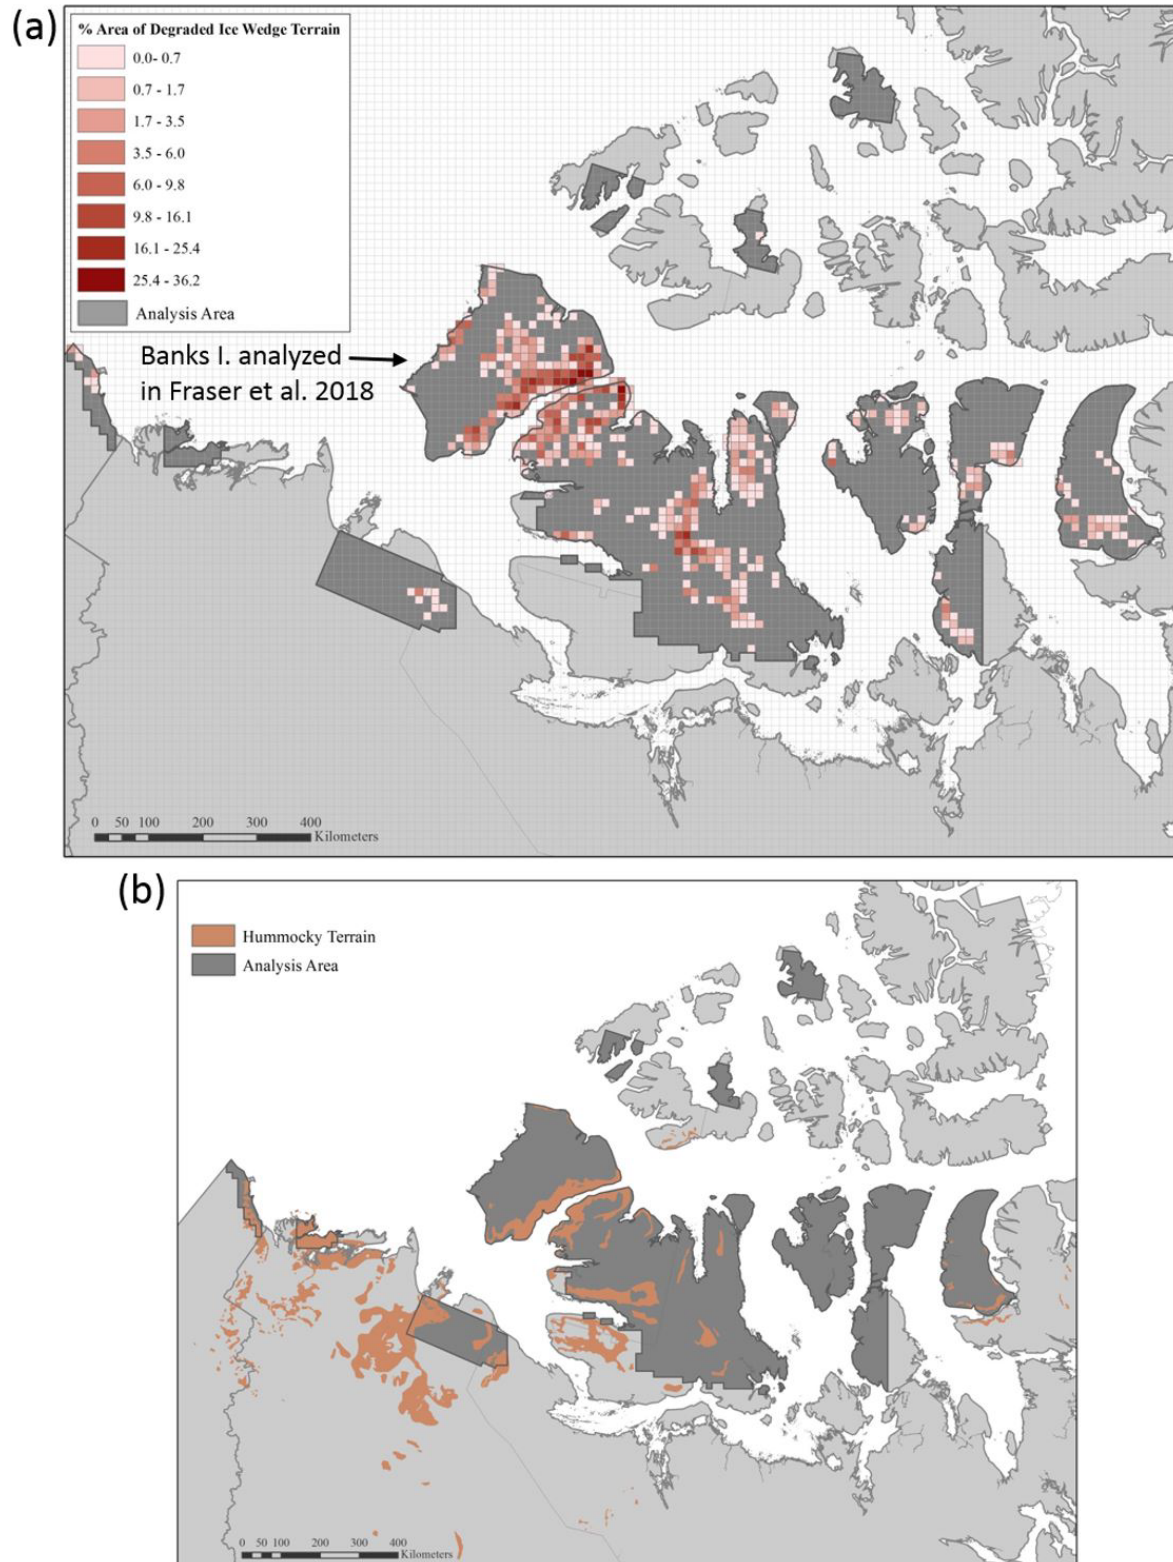 (a)
% Area of Degraded Ice Wedge Terrain
0.0- 0.7
0.7 - 1.7
1.7 - 3.5
3.5 - 6.0
6.0 - 9.8
9.8 - 16.1
16.1 - 25.4
25.4 - 36.2
Analysis Area
Banks I. analyzed
in Fraser et al. 2018
0 50 100 200 300 400
Kilometers
(b)
Hummocky Terrain
Analysis Area
0 50 100 200 300 400
Kilometers